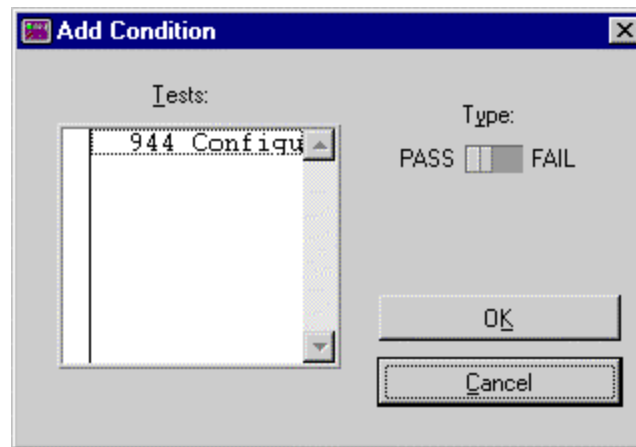 Add Condition
Tests:
944 Configu
Type:
PASS FAIL
OK
Cancel